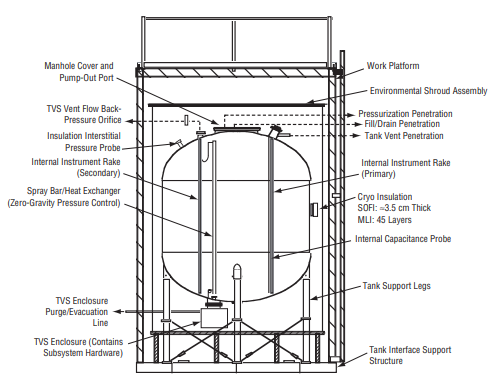 Manhole Cover and
Pump-Out Port
TVS Vent Flow Back-
Pressure Orifice
Insulation Interstitial
Pressure Probe
Internal Instrument Rake
(Secondary)
Spray Bar/Heat Exchanger
(Zero-Gravity Pressure Control)
TVS Enclosure
Purge/Evacuation
Line
TVS Enclosure (Contains
Subsystem Hardware)
Work Platform
Environmental Shroud Assembly
Pressurization Penetration
Fill/Drain Penetration
Tank Vent Penetration
Internal Instrument Rake
(Primary)
Cryo Insulation
SOFI: ≈3.5 cm Thick
MLI: 45 Layers
Internal Capacitance Probe
Tank Support Legs
Tank Interface Support
Structure